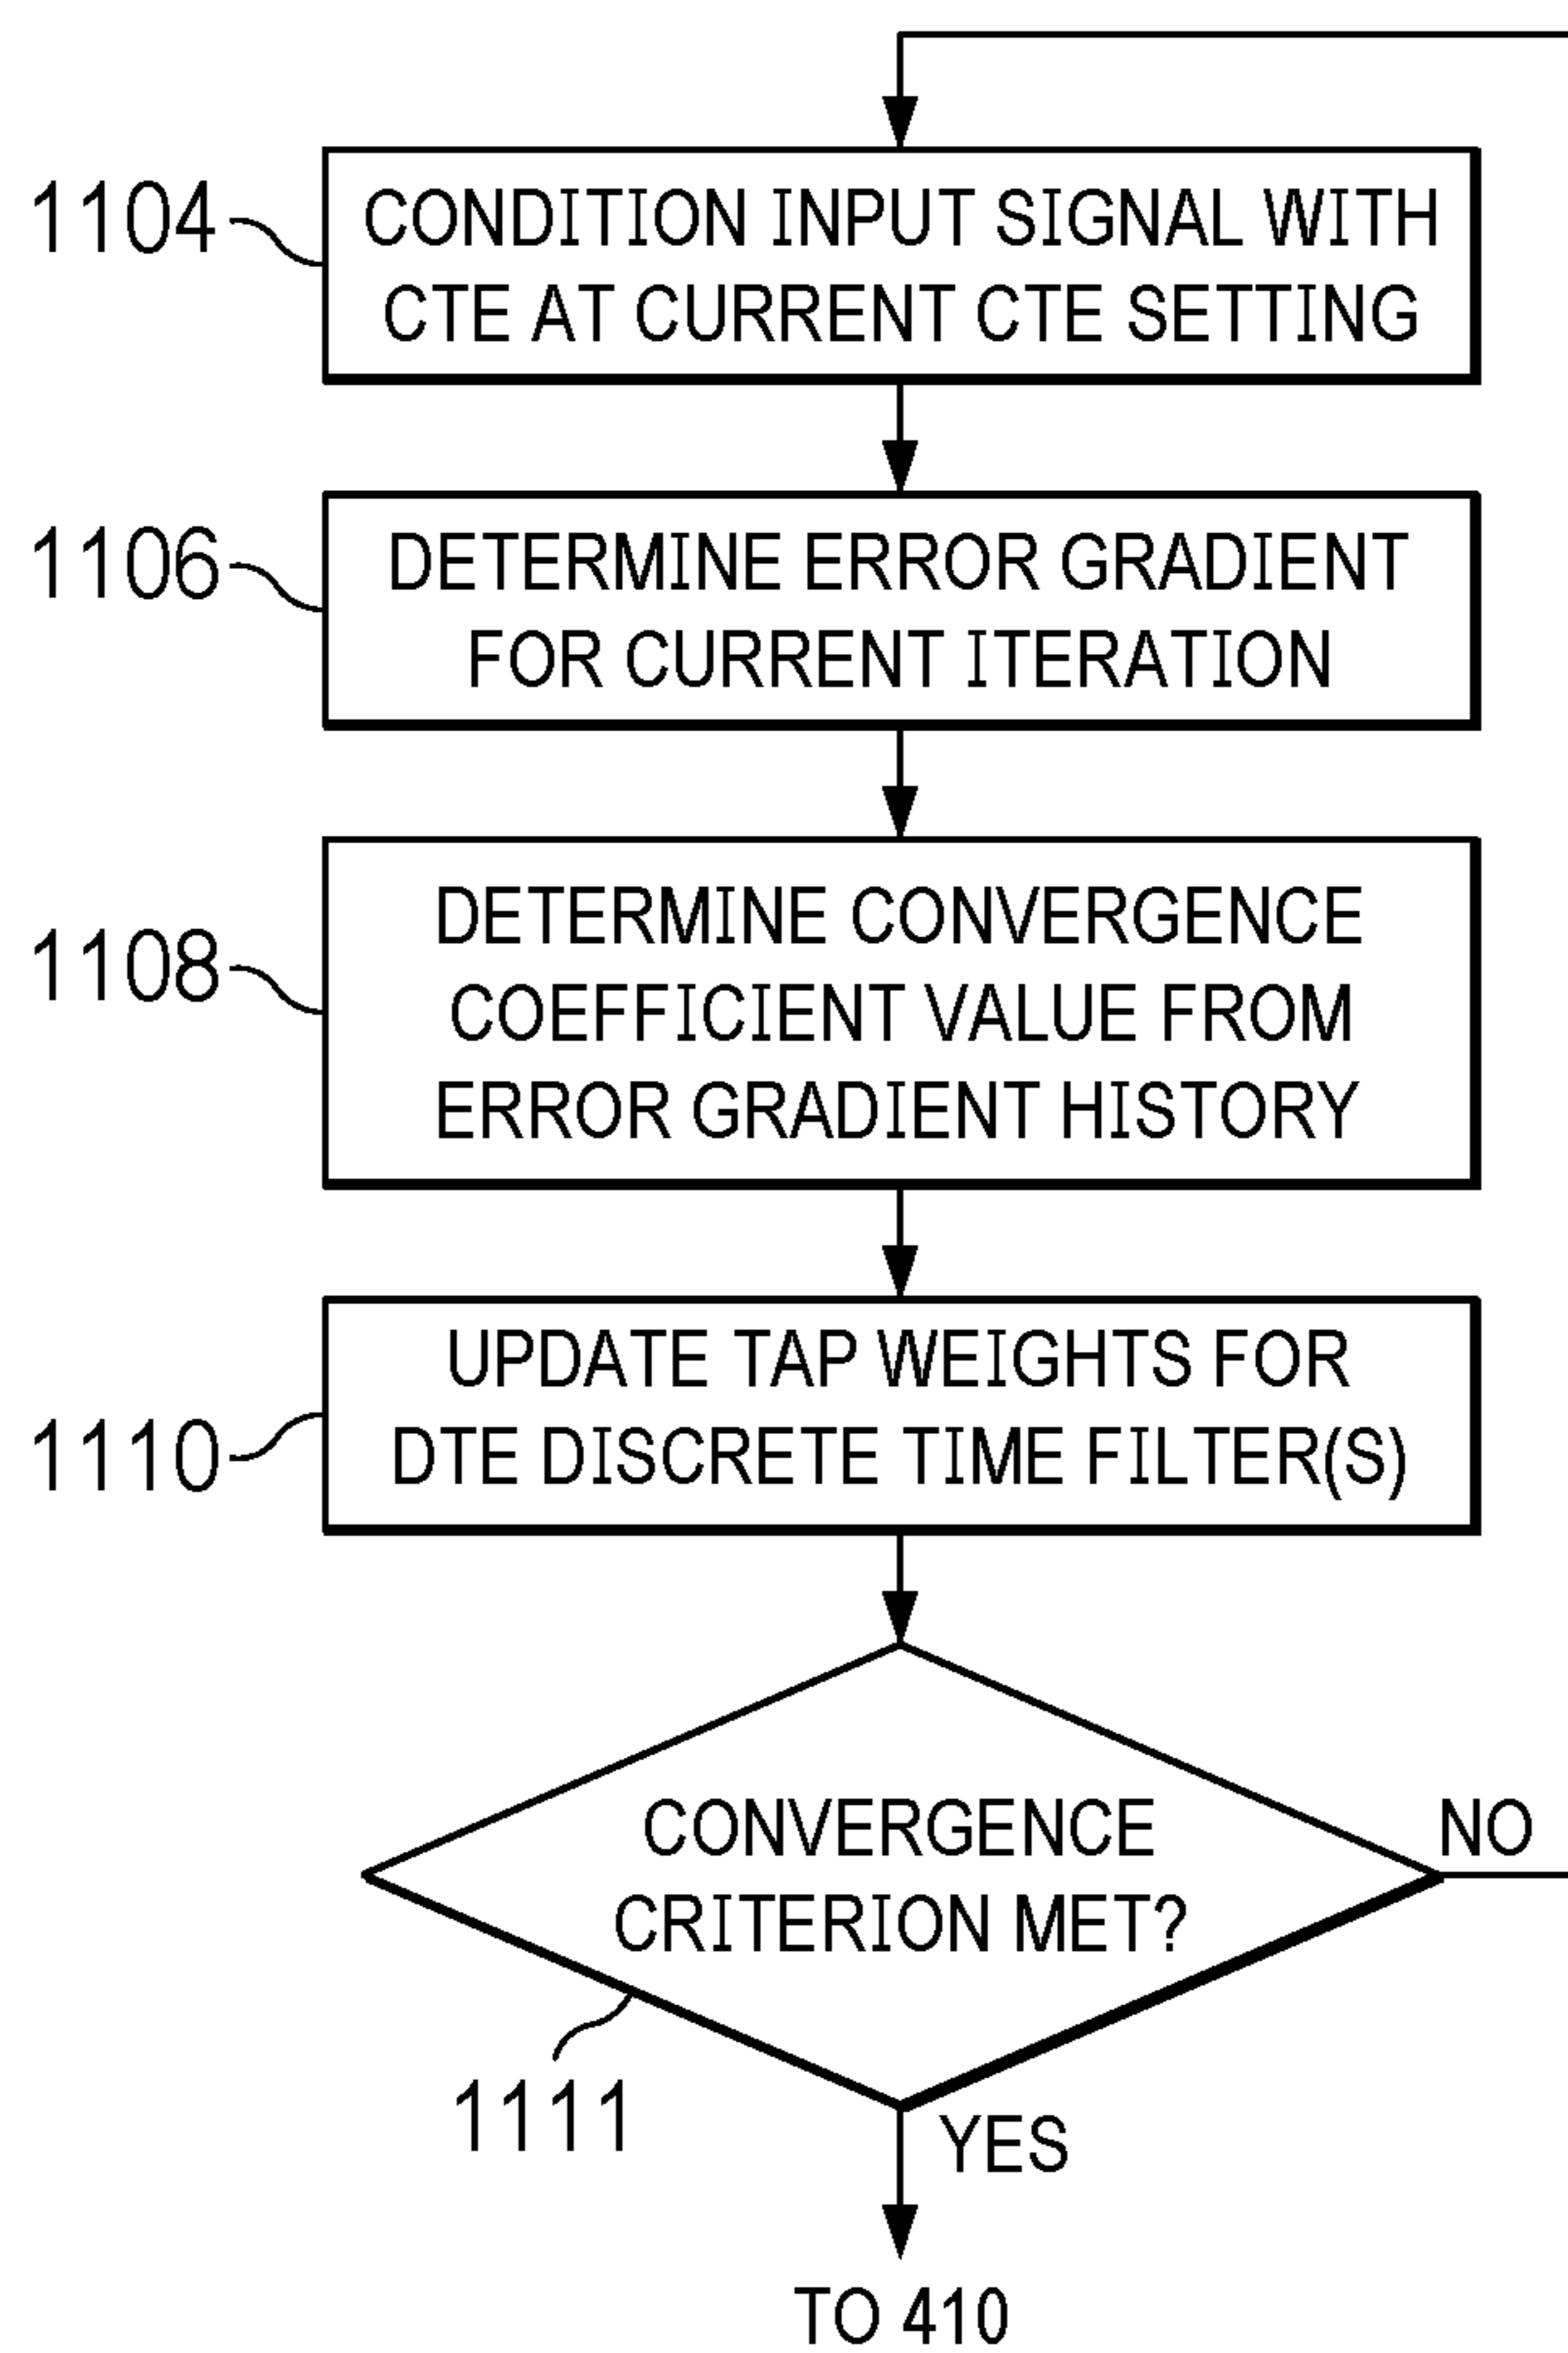 1104
CONDITION INPUT SIGNAL WITH
CTE AT CURRENT CTE SETTING
1106
DETERMINE ERROR GRADIENT
FOR CURRENT ITERATION
1108
DETERMINE CONVERGENCE
COEFFICIENT VALUE FROM
ERROR GRADIENT HISTORY
1110
UPDATE TAP WEIGHTS FOR
DTE DISCRETE TIME FILTER(S)
CONVERGENCE
CRITERION MET?
NO
1111
YES
TO 410